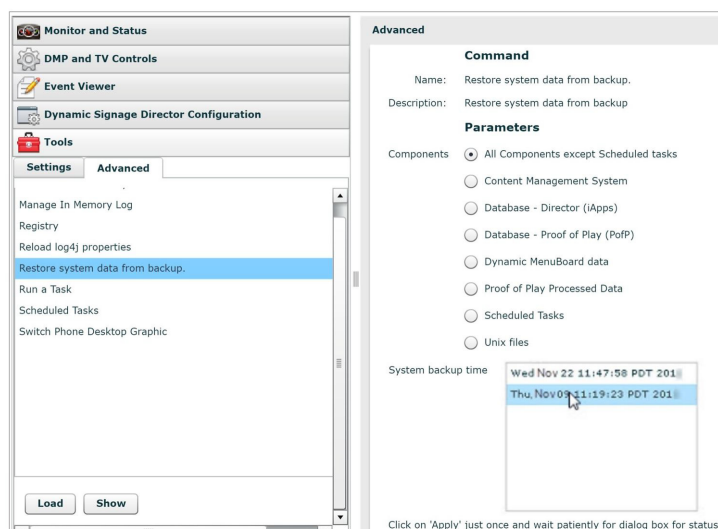 Monitor and Status
DMP and TV Controls
Event Viewer
Dynamic Signage Director Configuration
Tools
Settings Advanced
Manage In Memory Log
Registry
Reload log4j properties
Restore system data from backup.
Run a Task
Scheduled Tasks
Switch Phone Desktop Graphic
Load Show
Advanced
Command
Name: Restore system data from backup.
Description: Restore system data from backup
Parameters
Components All Components except Scheduled tasks
Content Management System
Database - Director (iApps)
Database - Proof of Play (PofP)
Dynamic MenuBoard data
Proof of Play Processed Data
Scheduled Tasks
Unix files
System backup time
Wed Nov 22 11:47:58 PDT 201
Thu, Nov 09 11:19:23 PDT 201
Click on 'Apply' just once and wait patiently for dialog box for status